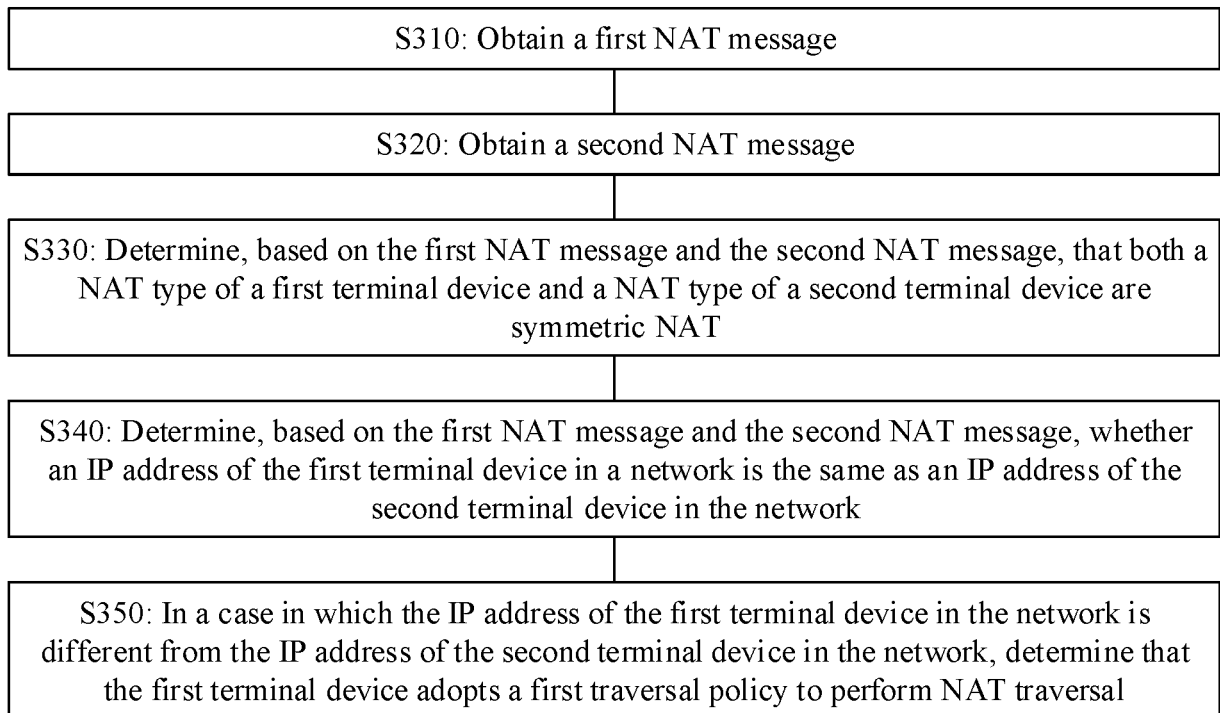 S310: Obtain a first NAT message
S320: Obtain a second NAT message
S330: Determine, based on the first NAT message and the second NAT message, that both a
NAT type of a first terminal device and a NAT type of a second terminal device are
symmetric NAT
S340: Determine, based on the first NAT message and the second NAT message, whether
an IP address of the first terminal device in a network is the same as an IP address of the
second terminal device in the network
S350: In a case in which the IP address of the first terminal device in the network is
different from the IP address of the second terminal device in the network, determine that
the first terminal device adopts a first traversal policy to perform NAT traversal